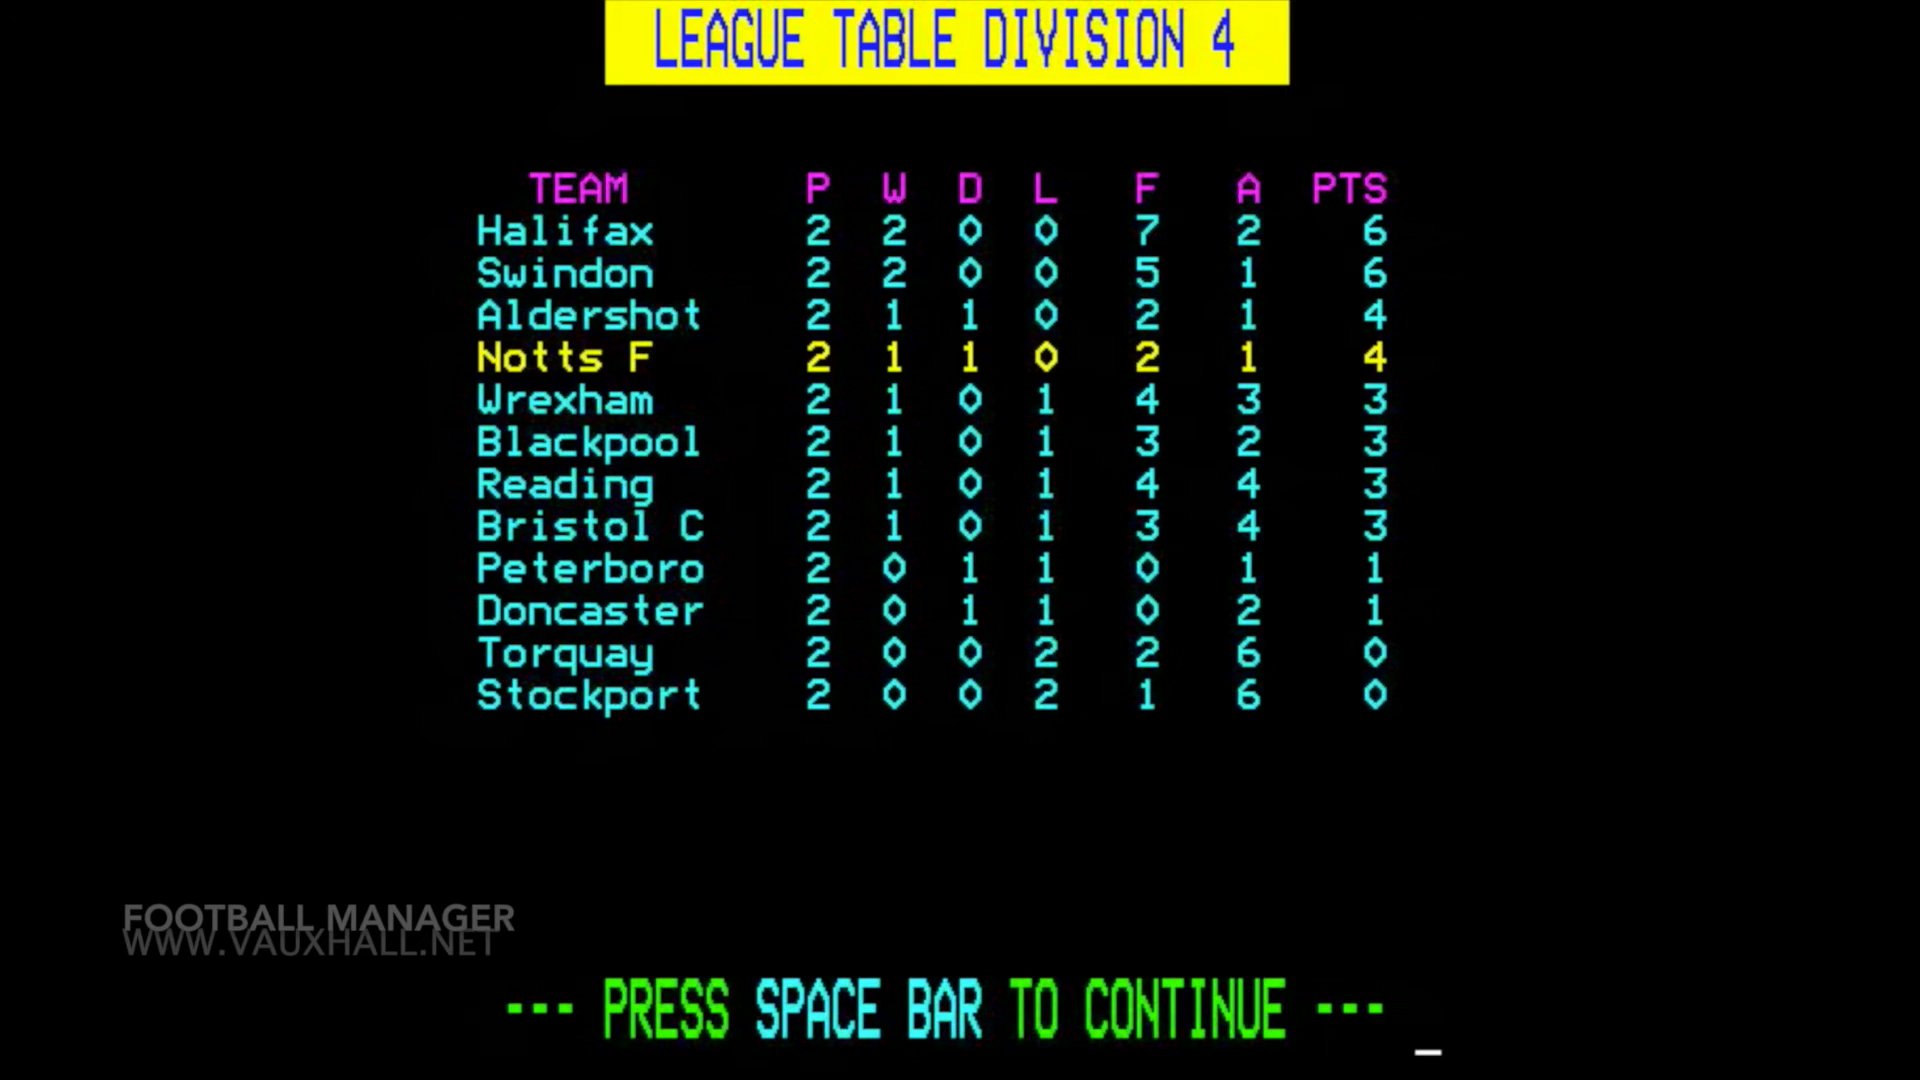 LEAGUE TABLE DIVISION 4
TEAM P W D L F A PTS
Halifax 2 2 0 0 7 2 6
Swindon 2 2 0 0 5 1 6
Aldershot 2 1 1 0 2 1 4
Notts F 2 1 1 0 2 1 4
Wrexham 2 1 0 1 4 3 3
Blackpool 2 1 0 1 3 2 3
Reading 2 1 0 1 4 4 3
Bristol C 2 1 0 1 3 4 3
Peterboro 2 0 1 1 0 1 1
Doncaster 2 0 1 1 0 2 1
Torquay 2 0 0 2 2 6 0
Stockport 2 0 0 2 1 6 0
FOOTBALL MANAGER
WWW.VAUXHALL.NET
--- PRESS SPACE BAR TO CONTINUE ---